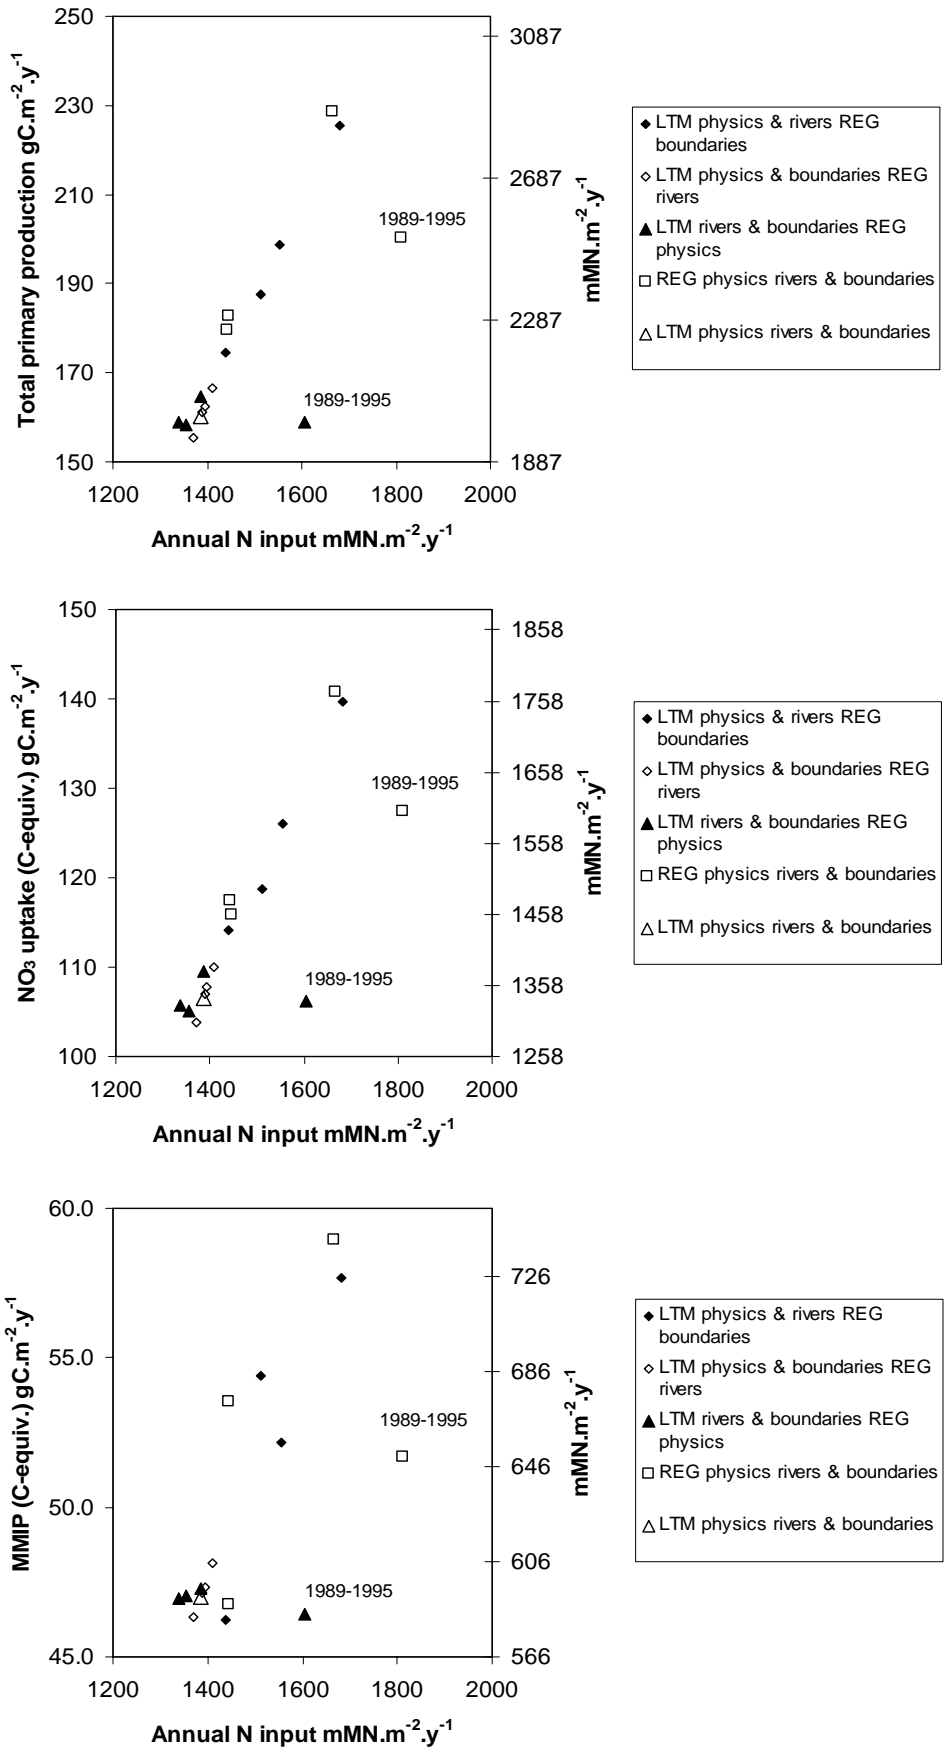 250
230
210
190
170
150
Total primary production gC.m⁻².y⁻¹
3087
2687
2287
1887
mMN.m⁻².y⁻¹
1989-1995
1989-1995
1200 1400 1600 1800 2000
Annual N input mMN.m⁻².y⁻¹
LTM physics & rivers REG
boundaries
LTM physics & boundaries REG
rivers
LTM rivers & boundaries REG
physics
REG physics rivers & boundaries
LTM physics rivers & boundaries
150
140
130
120
110
100
NO₃ uptake (C-equiv.) gC.m⁻².y⁻¹
1858
1758
1658
1558
1458
1358
1258
mMN.m⁻².y⁻¹
1989-1995
1989-1995
1200 1400 1600 1800 2000
Annual N input mMN.m⁻².y⁻¹
LTM physics & rivers REG
boundaries
LTM physics & boundaries REG
rivers
LTM rivers & boundaries REG
physics
REG physics rivers & boundaries
LTM physics rivers & boundaries
60.0
55.0
50.0
45.0
MMIP (C-equiv.) gC.m⁻².y⁻¹
726
686
646
606
566
mMN.m⁻².y⁻¹
1989-1995
1989-1995
1200 1400 1600 1800 2000
Annual N input mMN.m⁻².y⁻¹
LTM physics & rivers REG
boundaries
LTM physics & boundaries REG
rivers
LTM rivers & boundaries REG
physics
REG physics rivers & boundaries
LTM physics rivers & boundaries